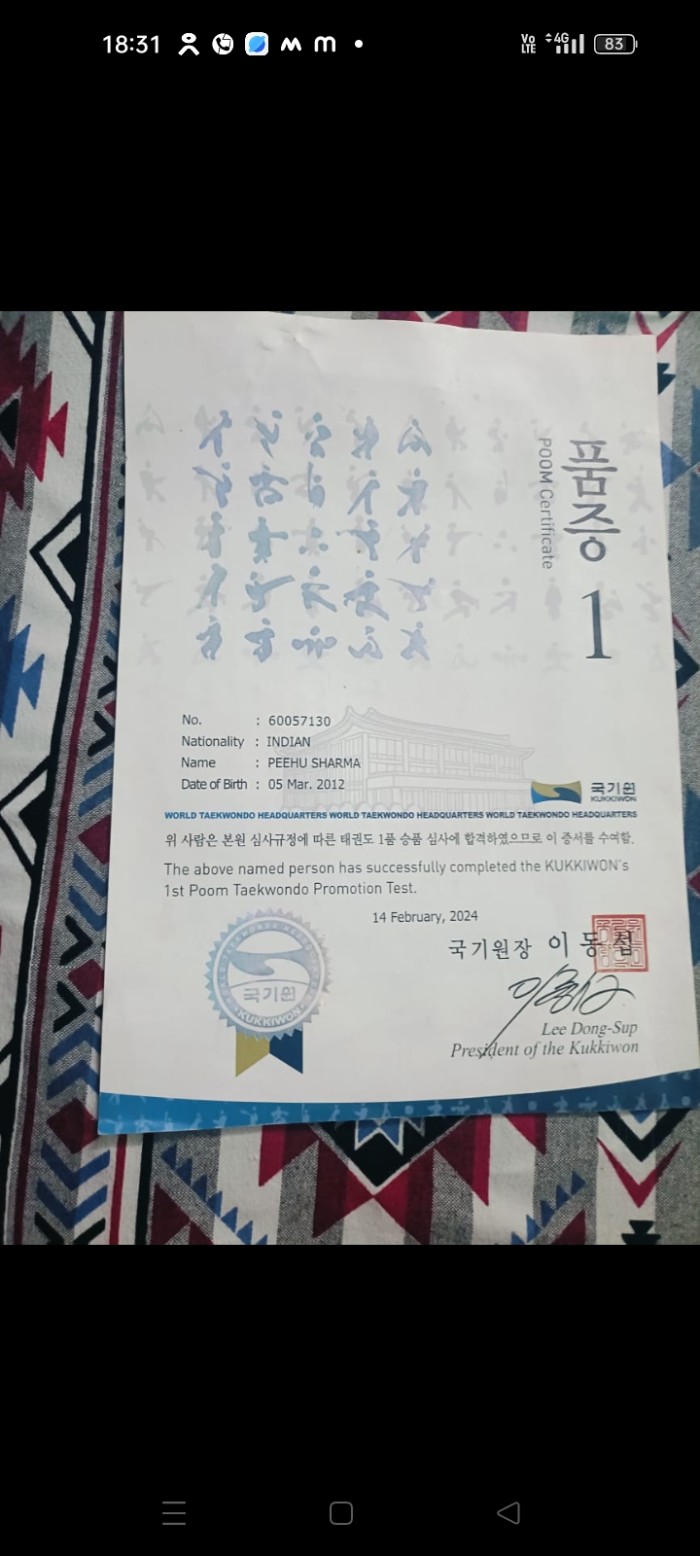 18:31
Vo
LTE
4G
83
품증
POOM Certificate
1
No. : 60057130
Nationality : INDIAN
Name : PEEHU SHARMA
Date of Birth : 05 Mar. 2012
국기원
KUKKIWON
WORLD TAEKWONDO HEADQUARTERS WORLD TAEKWONDO HEADQUARTERS WORLD TAEKWONDO HEADQUARTERS
위 사람은 본원 심사규정에 따른 태권도 1품 승품 심사에 합격하였으므로 이 증서를 수여함.
The above named person has successfully completed the KUKKIWON's
1st Poom Taekwondo Promotion Test.
14 February, 2024
국기원장 이동섭
Lee Dong-Sup
President of the Kukkiwon
국기원
KUKKIWON